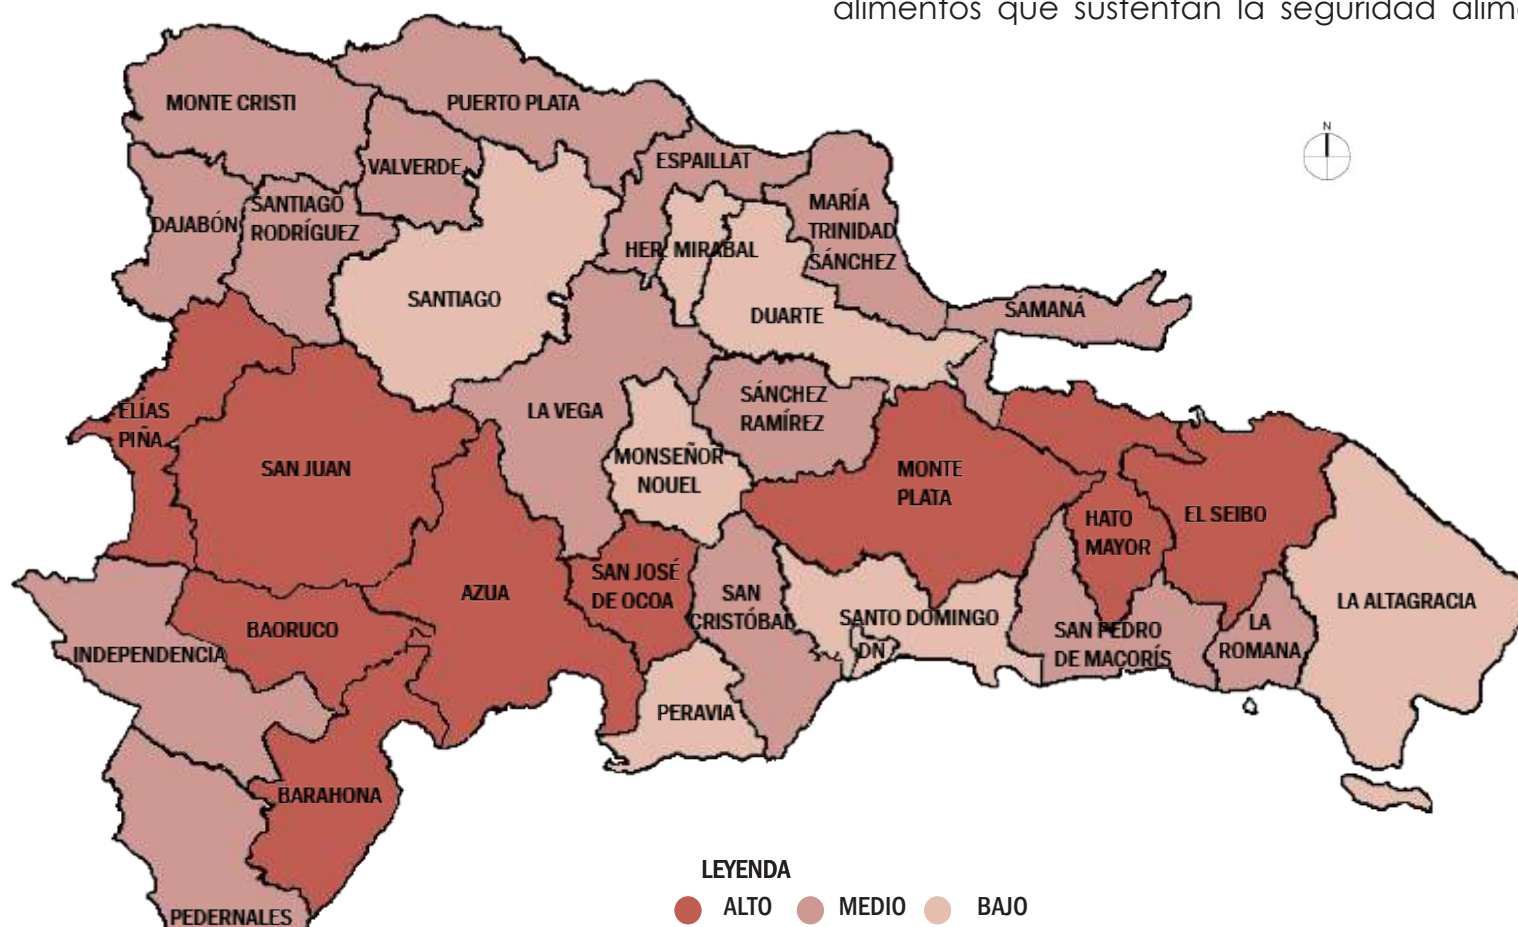 alimentos que sustentan la seguridad alim
N
MONTE CRISTI
PUERTO PLATA
VALVERDE
ESPAILLAT
DAJABÓN
SANTIAGO
RODRÍGUEZ
MARÍA
TRINIDAD
SÁNCHEZ
HER. MIRABAL
SANTIAGO
DUARTE
SAMANÁ
ELÍAS
PIÑA
SAN JUAN
LA VEGA
SÁNCHEZ
RAMÍREZ
MONSEÑOR
NOUEL
MONTE
PLATA
HATO
MAYOR
EL SEIBO
AZUA
SAN JOSÉ
DE OCOA
SAN
CRISTÓBAL
SANTO DOMINGO
DN
SAN PEDRO
DE MACORÍS
LA
ROMANA
LA ALTAGRACIA
BAORUCO
INDEPENDENCIA
PERAVIA
BARAHONA
PEDERNALES
LEYENDA
ALTO MEDIO BAJO